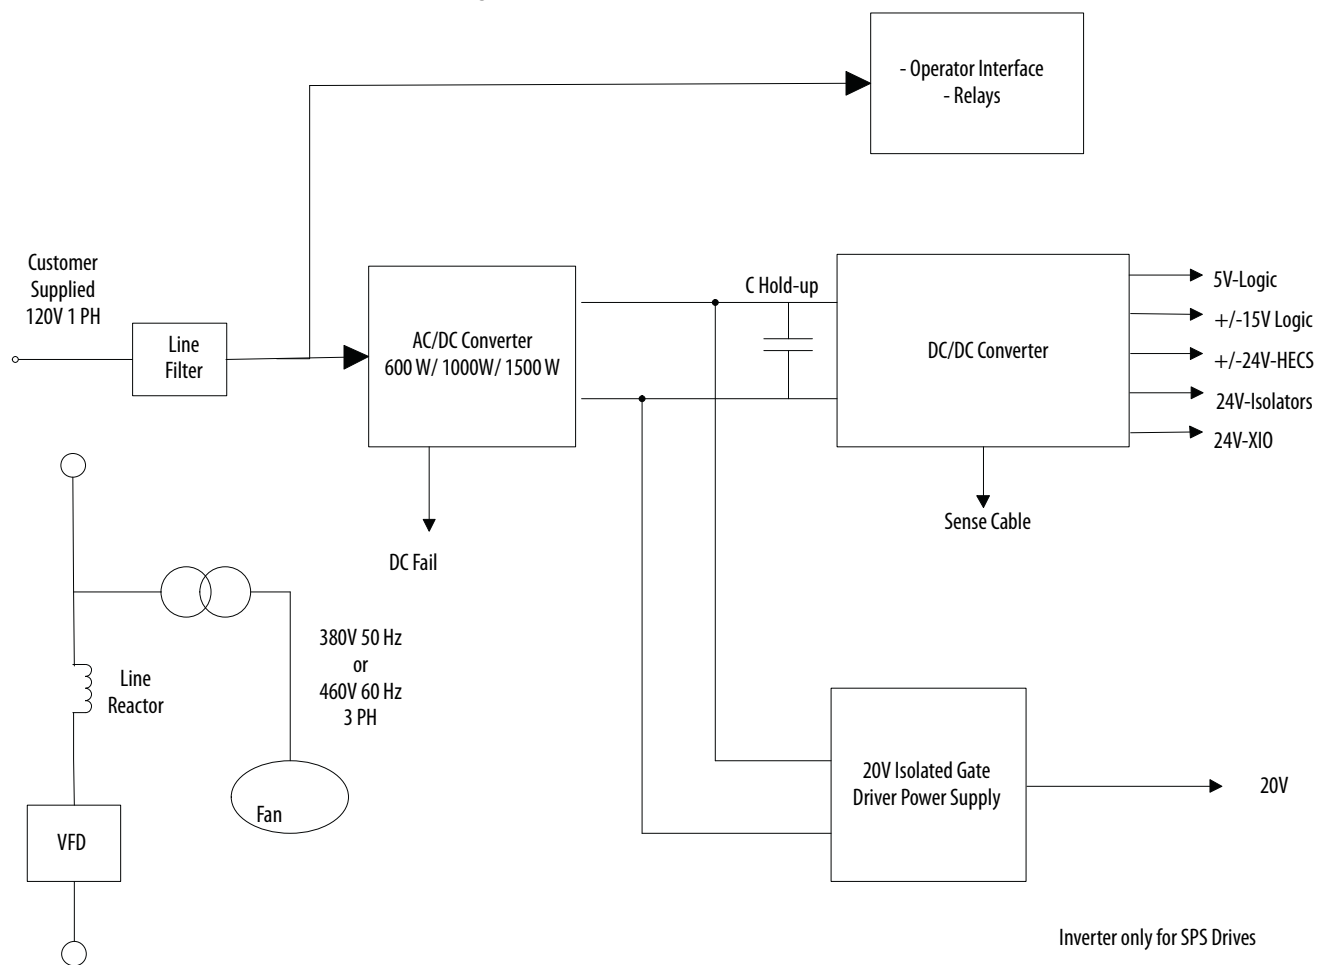 - Operator Interface
- Relays
Customer
Supplied
120V 1 PH
Line
Filter
AC/DC Converter
600 W/ 1000W/ 1500 W
C Hold-up
DC/DC Converter
5V-Logic
+/-15V Logic
+/-24V-HECS
24V-Isolators
24V-XIO
DC Fail
Sense Cable
380V 50 Hz
or
460V 60 Hz
3 PH
Line
Reactor
Fan
VFD
20V Isolated Gate
Driver Power Supply
20V
Inverter only for SPS Drives